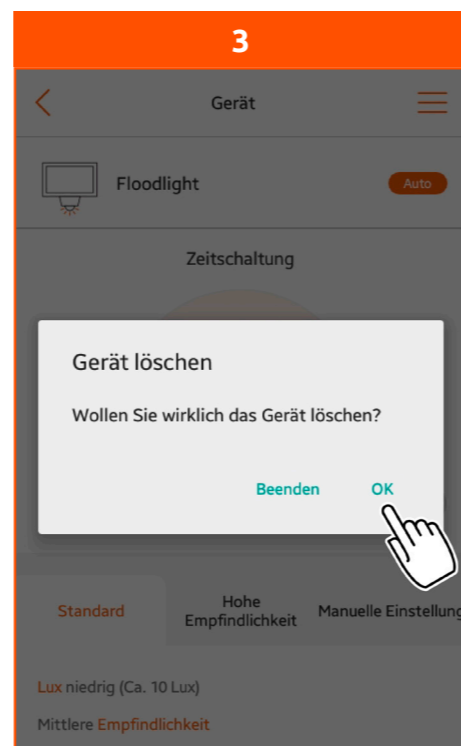 3
Gerät
Floodlight
Auto
Zeitschaltung
Gerät löschen
Wollen Sie wirklich das Gerät löschen?
Beenden
OK
Standard
Hohe
Empfindlichkeit
Manuelle Einstellung
Lux niedrig (Ca. 10 Lux)
Mittlere Empfindlichkeit